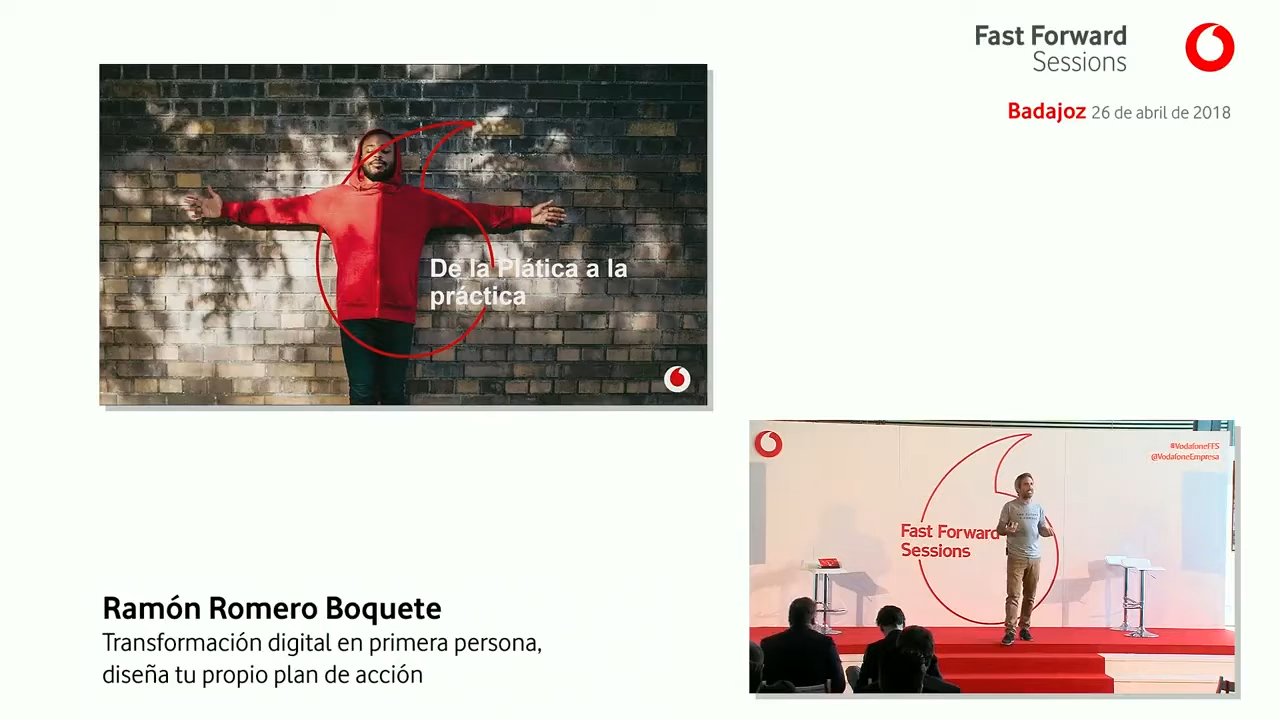 Fast Forward
Sessions
Badajoz 26 de abril de 2018
De la Plática a la
práctica
#VodafoneFFS
@VodafoneEmpresa
Fast Forward
Sessions
Ramón Romero Boquete
Transformación digital en primera persona,
diseña tu propio plan de acción